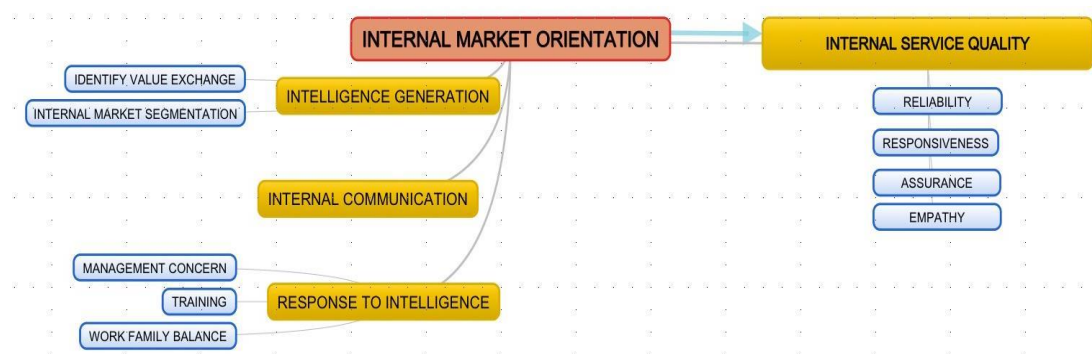 INTERNAL MARKET ORIENTATION
INTERNAL SERVICE QUALITY
IDENTIFY VALUE EXCHANGE
INTERNAL MARKET SEGMENTATION
INTELLIGENCE GENERATION
INTERNAL COMMUNICATION
MANAGEMENT CONCERN
TRAINING
WORK FAMILY BALANCE
RESPONSE TO INTELLIGENCE
RELIABILITY
RESPONSIVENESS
ASSURANCE
EMPATHY